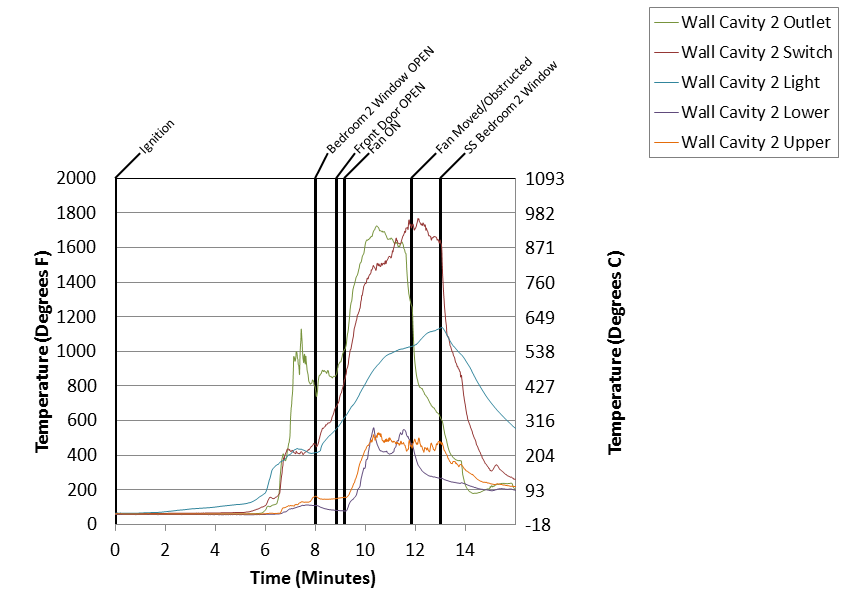 Wall Cavity 2 Outlet
Wall Cavity 2 Switch
Wall Cavity 2 Light
Wall Cavity 2 Lower
Wall Cavity 2 Upper
Ignition
Bedroom 2 Window OPEN
Front Door OPEN
Fan ON
Fan Moved/Obstructed
SS Bedroom 2 Window
2000
1800
1600
1400
1200
1000
800
600
400
200
0
Temperature (Degrees F)
1093
982
871
760
649
538
427
316
204
93
-18
Temperature (Degrees C)
0 2 4 6 8 10 12 14
Time (Minutes)